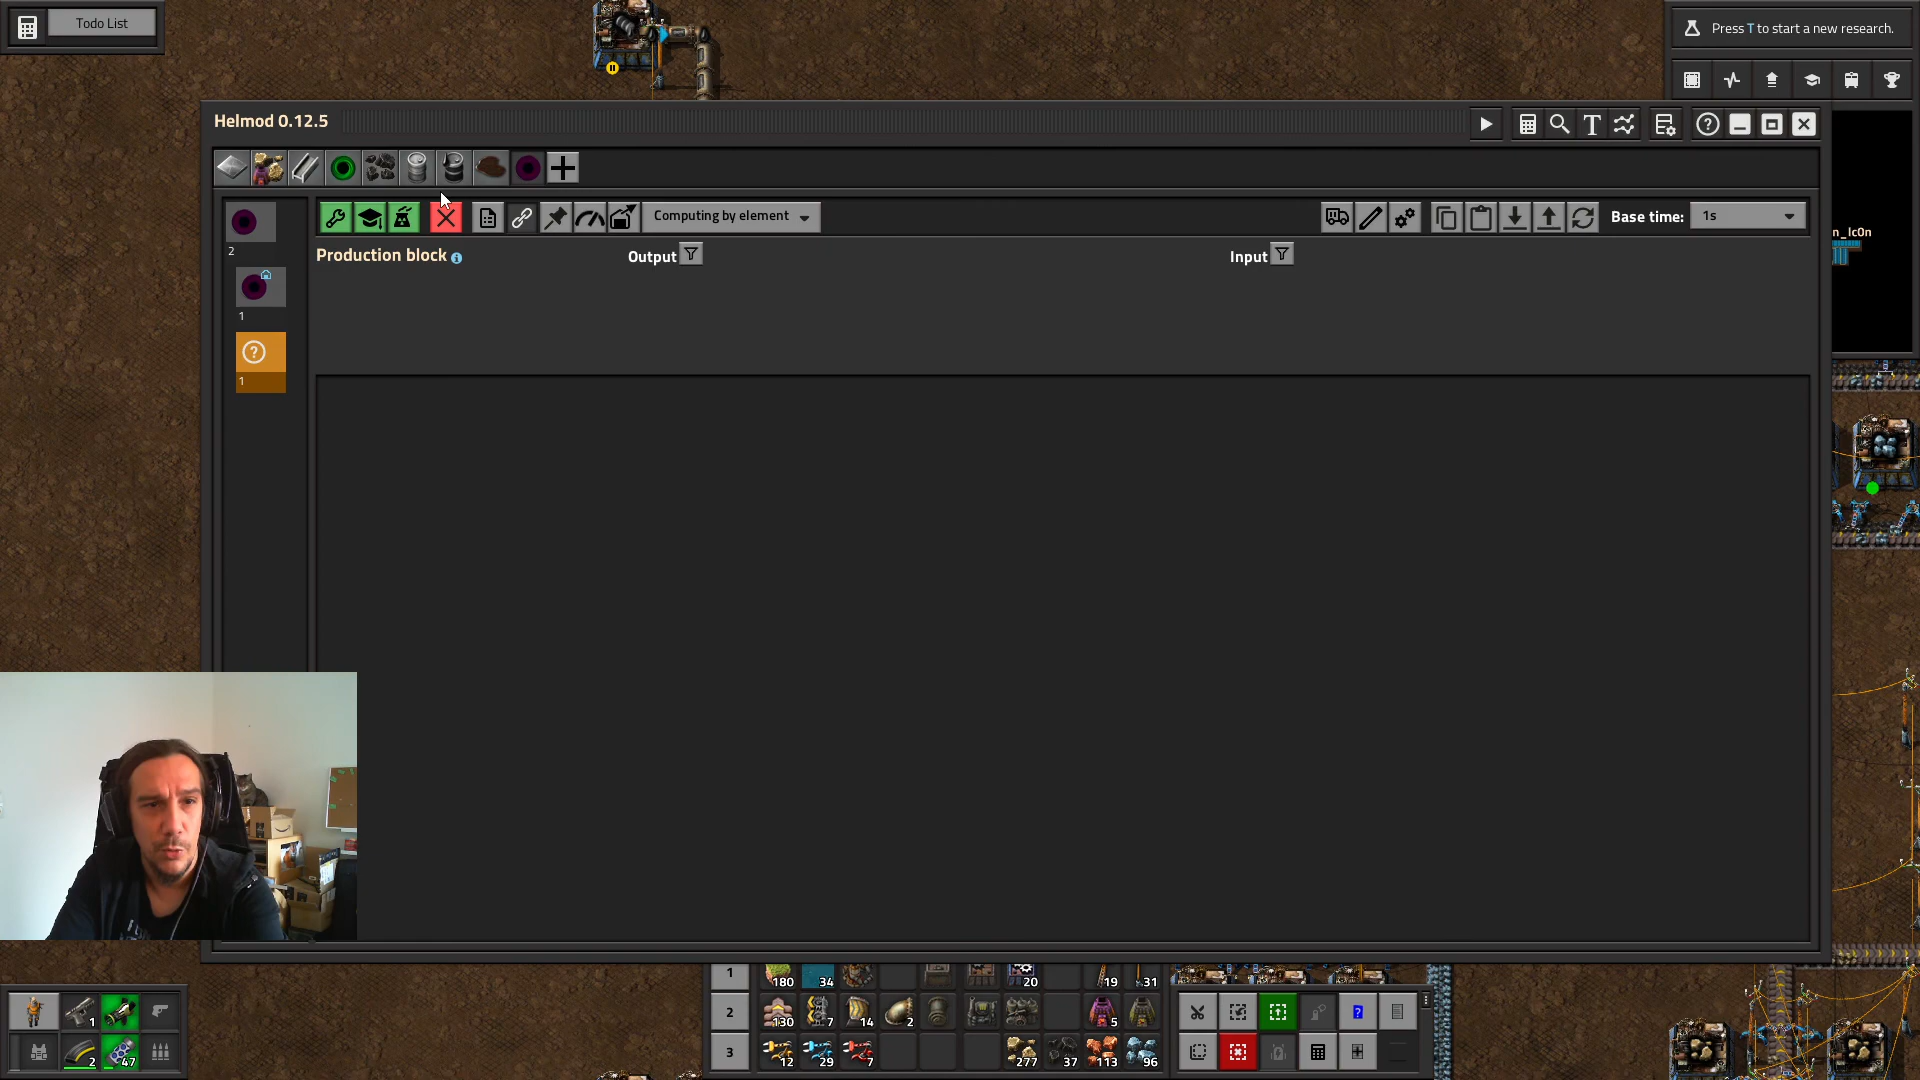 Todo List
Press T to start a new research.
Helmod 0.12.5
Computing by element
Base time: 1s
2
Production block
Output
Input
n_Ic0n
1
1
1
180
34
20
19
31
2
130
7
14
2
5
3
12
29
7
277
37
113
96
1
2
47